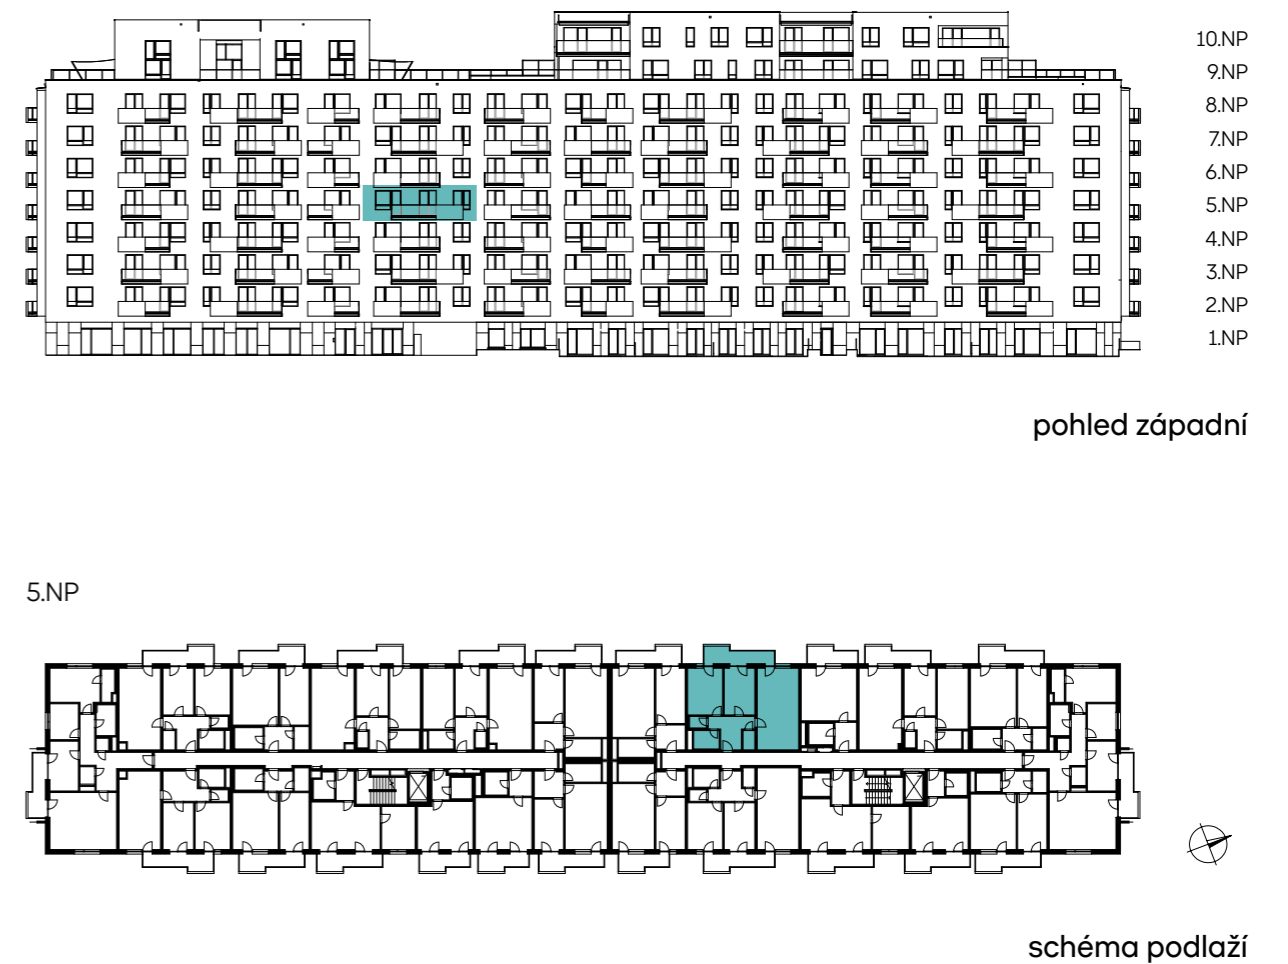 10.NP
9.NP
8.NP
7.NP
6.NP
5.NP
4.NP
3.NP
2.NP
1.NP
pohled západní
5.NP
schéma podlaží